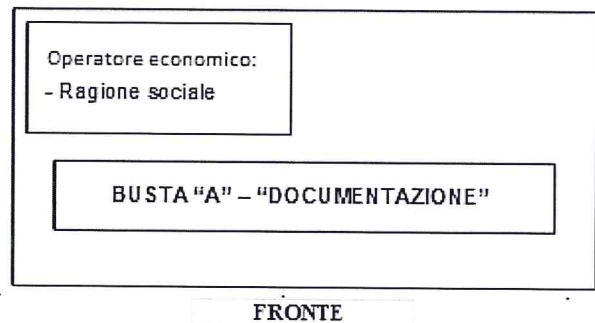 Operatore economico:
- Ragione sociale
BUSTA "A" – "DOCUMENTAZIONE"
FRONTE